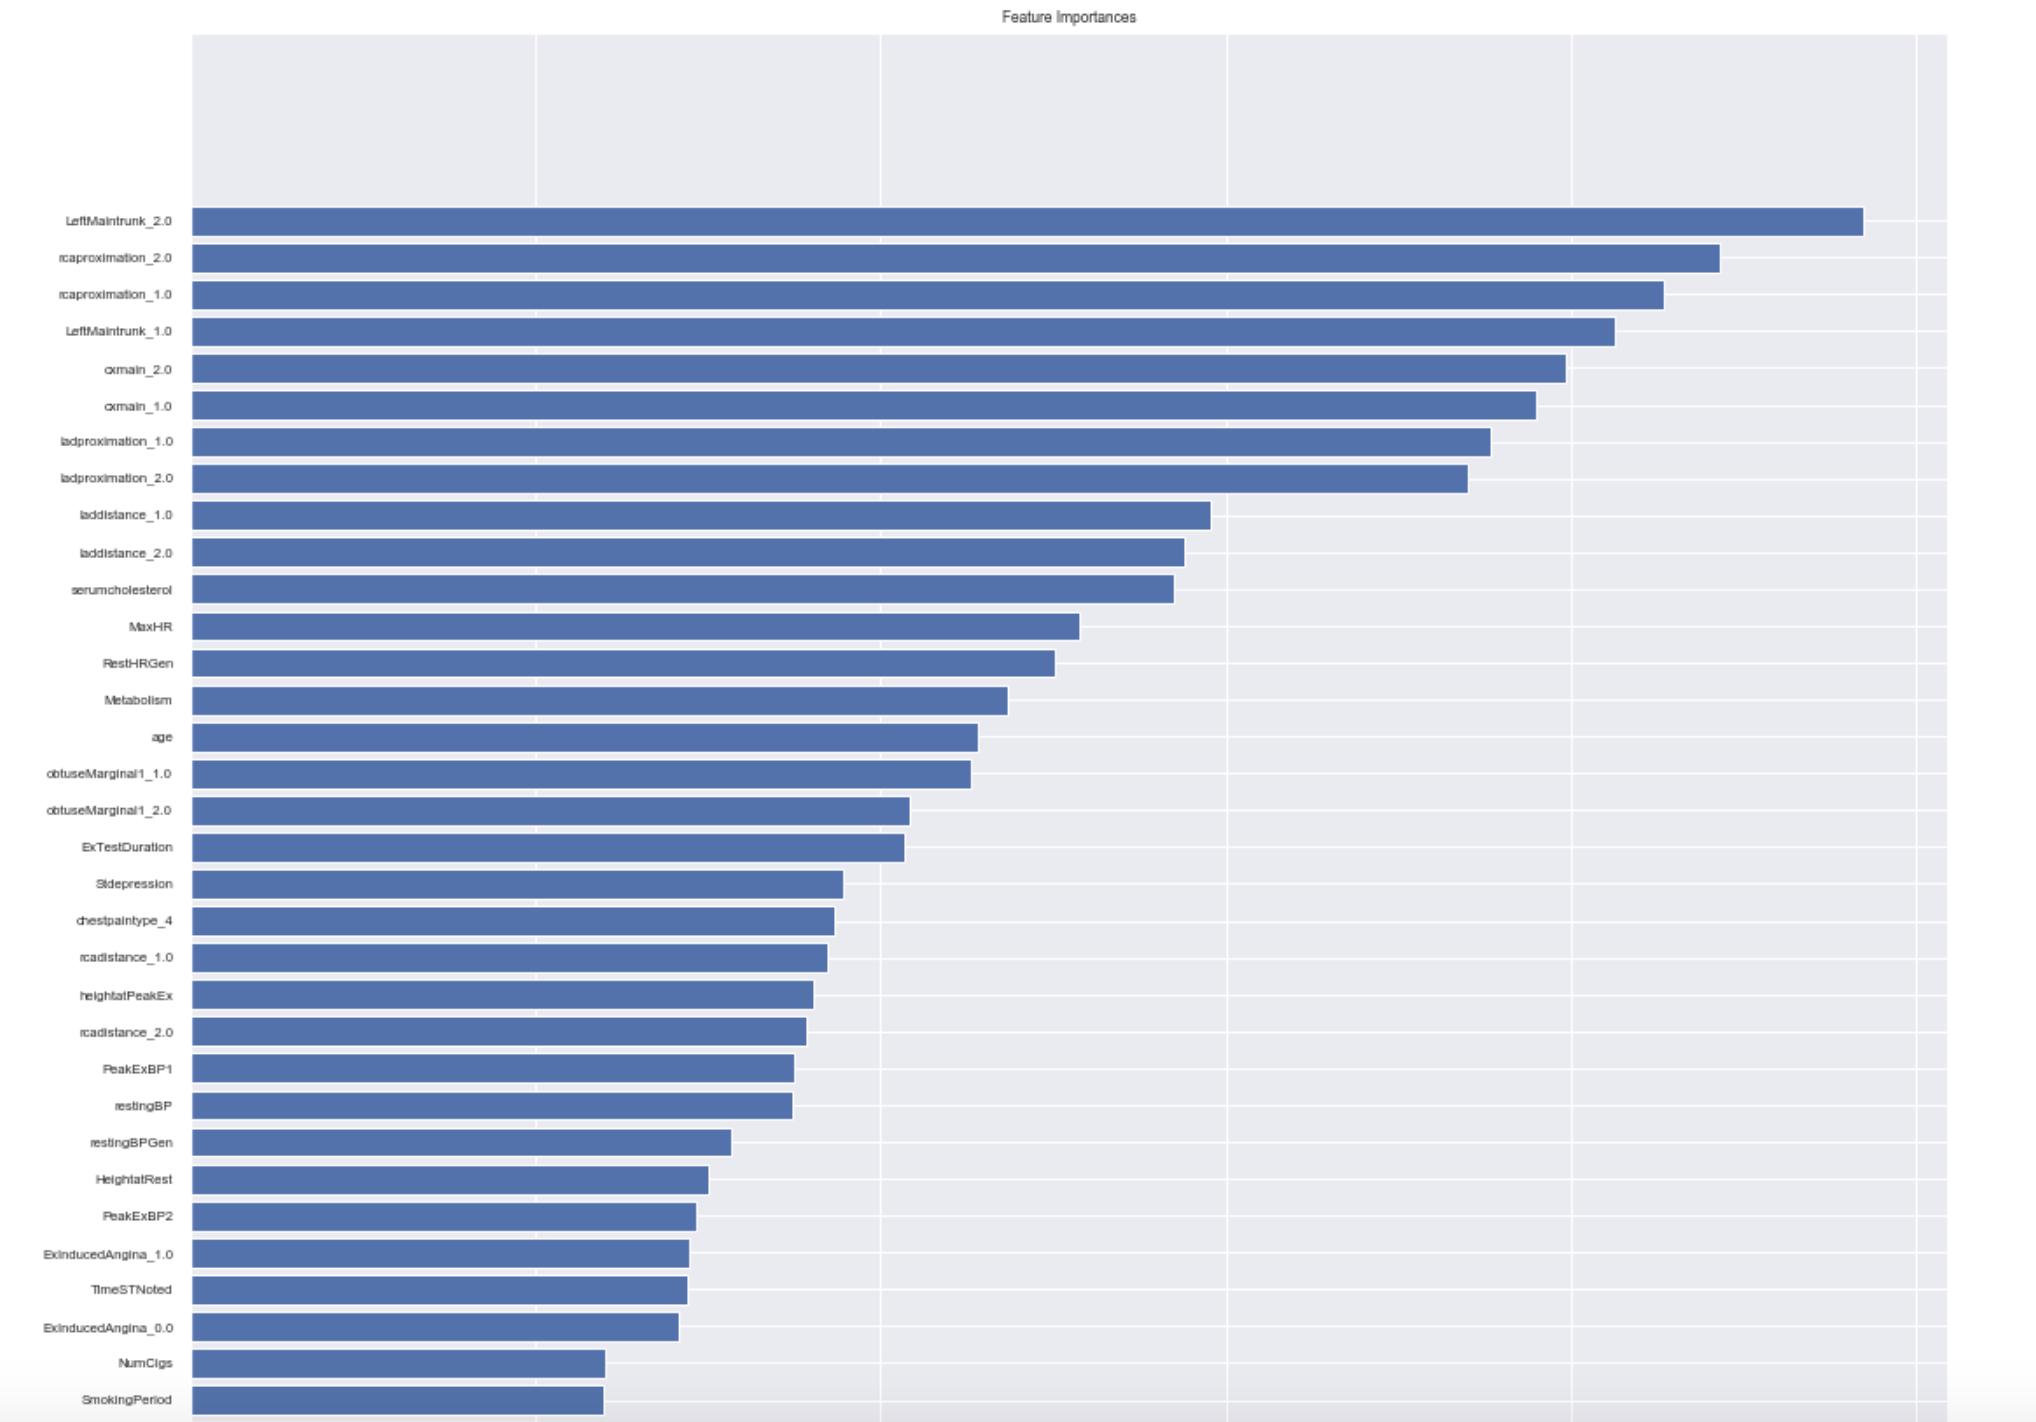 Feature Importances
LeftMaintrunk_2.0
rcaproximation_2.0
rcaproximation_1.0
LeftMaintrunk_1.0
cxmain_2.0
cxmain_1.0
ladproximation_1.0
ladproximation_2.0
laddistance_1.0
laddistance_2.0
serumcholesterol
MaxHR
RestHRGen
Metabolism
age
obtuseMarginal1_1.0
obtuseMarginal1_2.0
ExTestDuration
Stdepression
chestpaintype_4
rcadistance_1.0
heightatPeakEx
rcadistance_2.0
PeakExBP1
restingBP
restingBPGen
HeightatRest
PeakExBP2
ExInducedAngina_1.0
TimeSTNoted
ExInducedAngina_0.0
NumCigs
SmokingPeriod